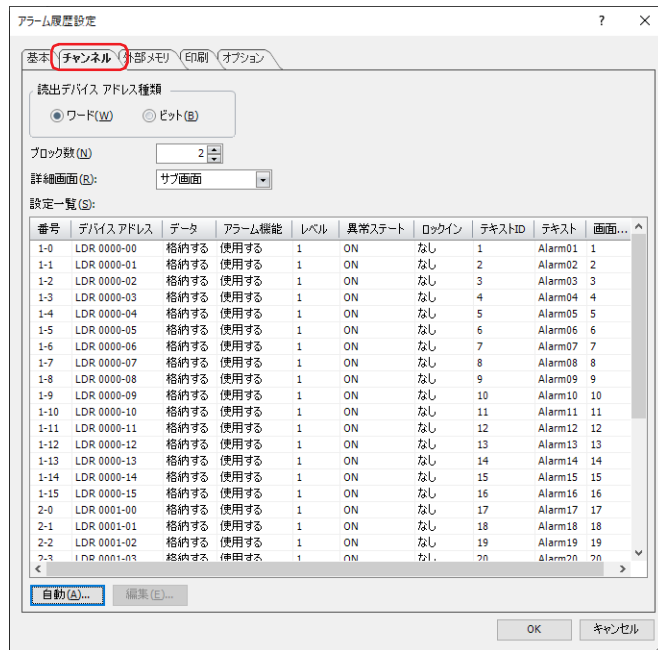 アラーム履歴設定 ? ×
基本 チャンネル 外部メモリ 印刷 オプション
読出デバイス アドレス種類
ワード(W) ビット(B)
ブロック数(N) 2
詳細画面(R): サブ画面
設定一覧(S):
番号 デバイスアドレス データ アラーム機能 レベル 異常ステート ロックイン テキストID テキスト 画面...
1-0 LDR 0000-00 格納する 使用する 1 ON なし 1 Alarm01 1
1-1 LDR 0000-01 格納する 使用する 1 ON なし 2 Alarm02 2
1-2 LDR 0000-02 格納する 使用する 1 ON なし 3 Alarm03 3
1-3 LDR 0000-03 格納する 使用する 1 ON なし 4 Alarm04 4
1-4 LDR 0000-04 格納する 使用する 1 ON なし 5 Alarm05 5
1-5 LDR 0000-05 格納する 使用する 1 ON なし 6 Alarm06 6
1-6 LDR 0000-06 格納する 使用する 1 ON なし 7 Alarm07 7
1-7 LDR 0000-07 格納する 使用する 1 ON なし 8 Alarm08 8
1-8 LDR 0000-08 格納する 使用する 1 ON なし 9 Alarm09 9
1-9 LDR 0000-09 格納する 使用する 1 ON なし 10 Alarm10 10
1-10 LDR 0000-10 格納する 使用する 1 ON なし 11 Alarm11 11
1-11 LDR 0000-11 格納する 使用する 1 ON なし 12 Alarm12 12
1-12 LDR 0000-12 格納する 使用する 1 ON なし 13 Alarm13 13
1-13 LDR 0000-13 格納する 使用する 1 ON なし 14 Alarm14 14
1-14 LDR 0000-14 格納する 使用する 1 ON なし 15 Alarm15 15
1-15 LDR 0000-15 格納する 使用する 1 ON なし 16 Alarm16 16
2-0 LDR 0001-00 格納する 使用する 1 ON なし 17 Alarm17 17
2-1 LDR 0001-01 格納する 使用する 1 ON なし 18 Alarm18 18
2-2 LDR 0001-02 格納する 使用する 1 ON なし 19 Alarm19 19
2-3 LDR 0001-03 格納する 使用する 1 ON なし 20 Alarm20 20
自動(A)... 編集(E)...
OK キャンセル